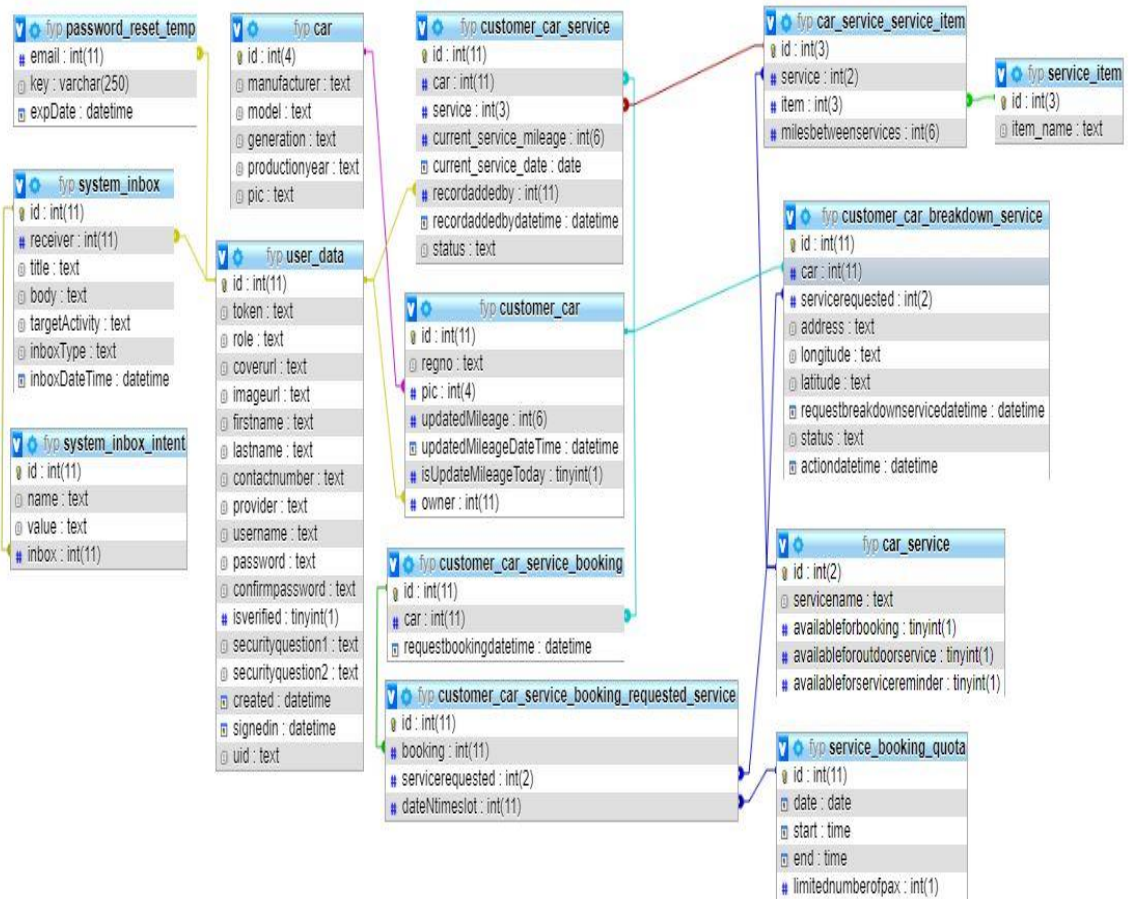 fyp password_reset_temp
email : int(11)
key : varchar(250)
expDate : datetime
fyp system_inbox
id : int(11)
receiver : int(11)
title : text
body : text
targetActivity : text
inboxType : text
inboxDateTime : datetime
fyp system_inbox_intent
id : int(11)
name : text
value : text
inbox : int(11)
fyp car
id : int(4)
manufacturer : text
model : text
generation : text
productionyear : text
pic : text
fyp user_data
id : int(11)
token : text
role : text
coverurl : text
imageurl : text
firstname : text
lastname : text
contactnumber : text
provider : text
username : text
password : text
confirmpassword : text
isverified : tinyint(1)
securityquestion1 : text
securityquestion2 : text
created : datetime
signedin : datetime
uid : text
fyp customer_car_service
id : int(11)
car : int(11)
service : int(3)
current_service_mileage : int(6)
current_service_date : date
recordaddedby : int(11)
recordaddedbydatetime : datetime
status : text
fyp customer_car
id : int(11)
regno : text
pic : int(4)
updatedMileage : int(6)
updatedMileageDateTime : datetime
isUpdateMileageToday : tinyint(1)
owner : int(11)
fyp customer_car_service_booking
id : int(11)
car : int(11)
requestbookingdatetime : datetime
fyp customer_car_service_booking_requested_service
id : int(11)
booking : int(11)
servicerequested : int(2)
dateNtimeslot : int(11)
fyp car_service_service_item
id : int(3)
service : int(2)
item : int(3)
milesbetweenservices : int(6)
fyp service_item
id : int(3)
item_name : text
fyp customer_car_breakdown_service
id : int(11)
car : int(11)
servicerequested : int(2)
address : text
longitude : text
latitude : text
requestbreakdownservicedatetime : datetime
status : text
actiondatetime : datetime
fyp car_service
id : int(2)
servicename : text
availableforbooking : tinyint(1)
availableforoutdoorservice : tinyint(1)
availableforservicereminder : tinyint(1)
fyp service_booking_quota
id : int(11)
date : date
start : time
end : time
limitednumberofpax : int(1)